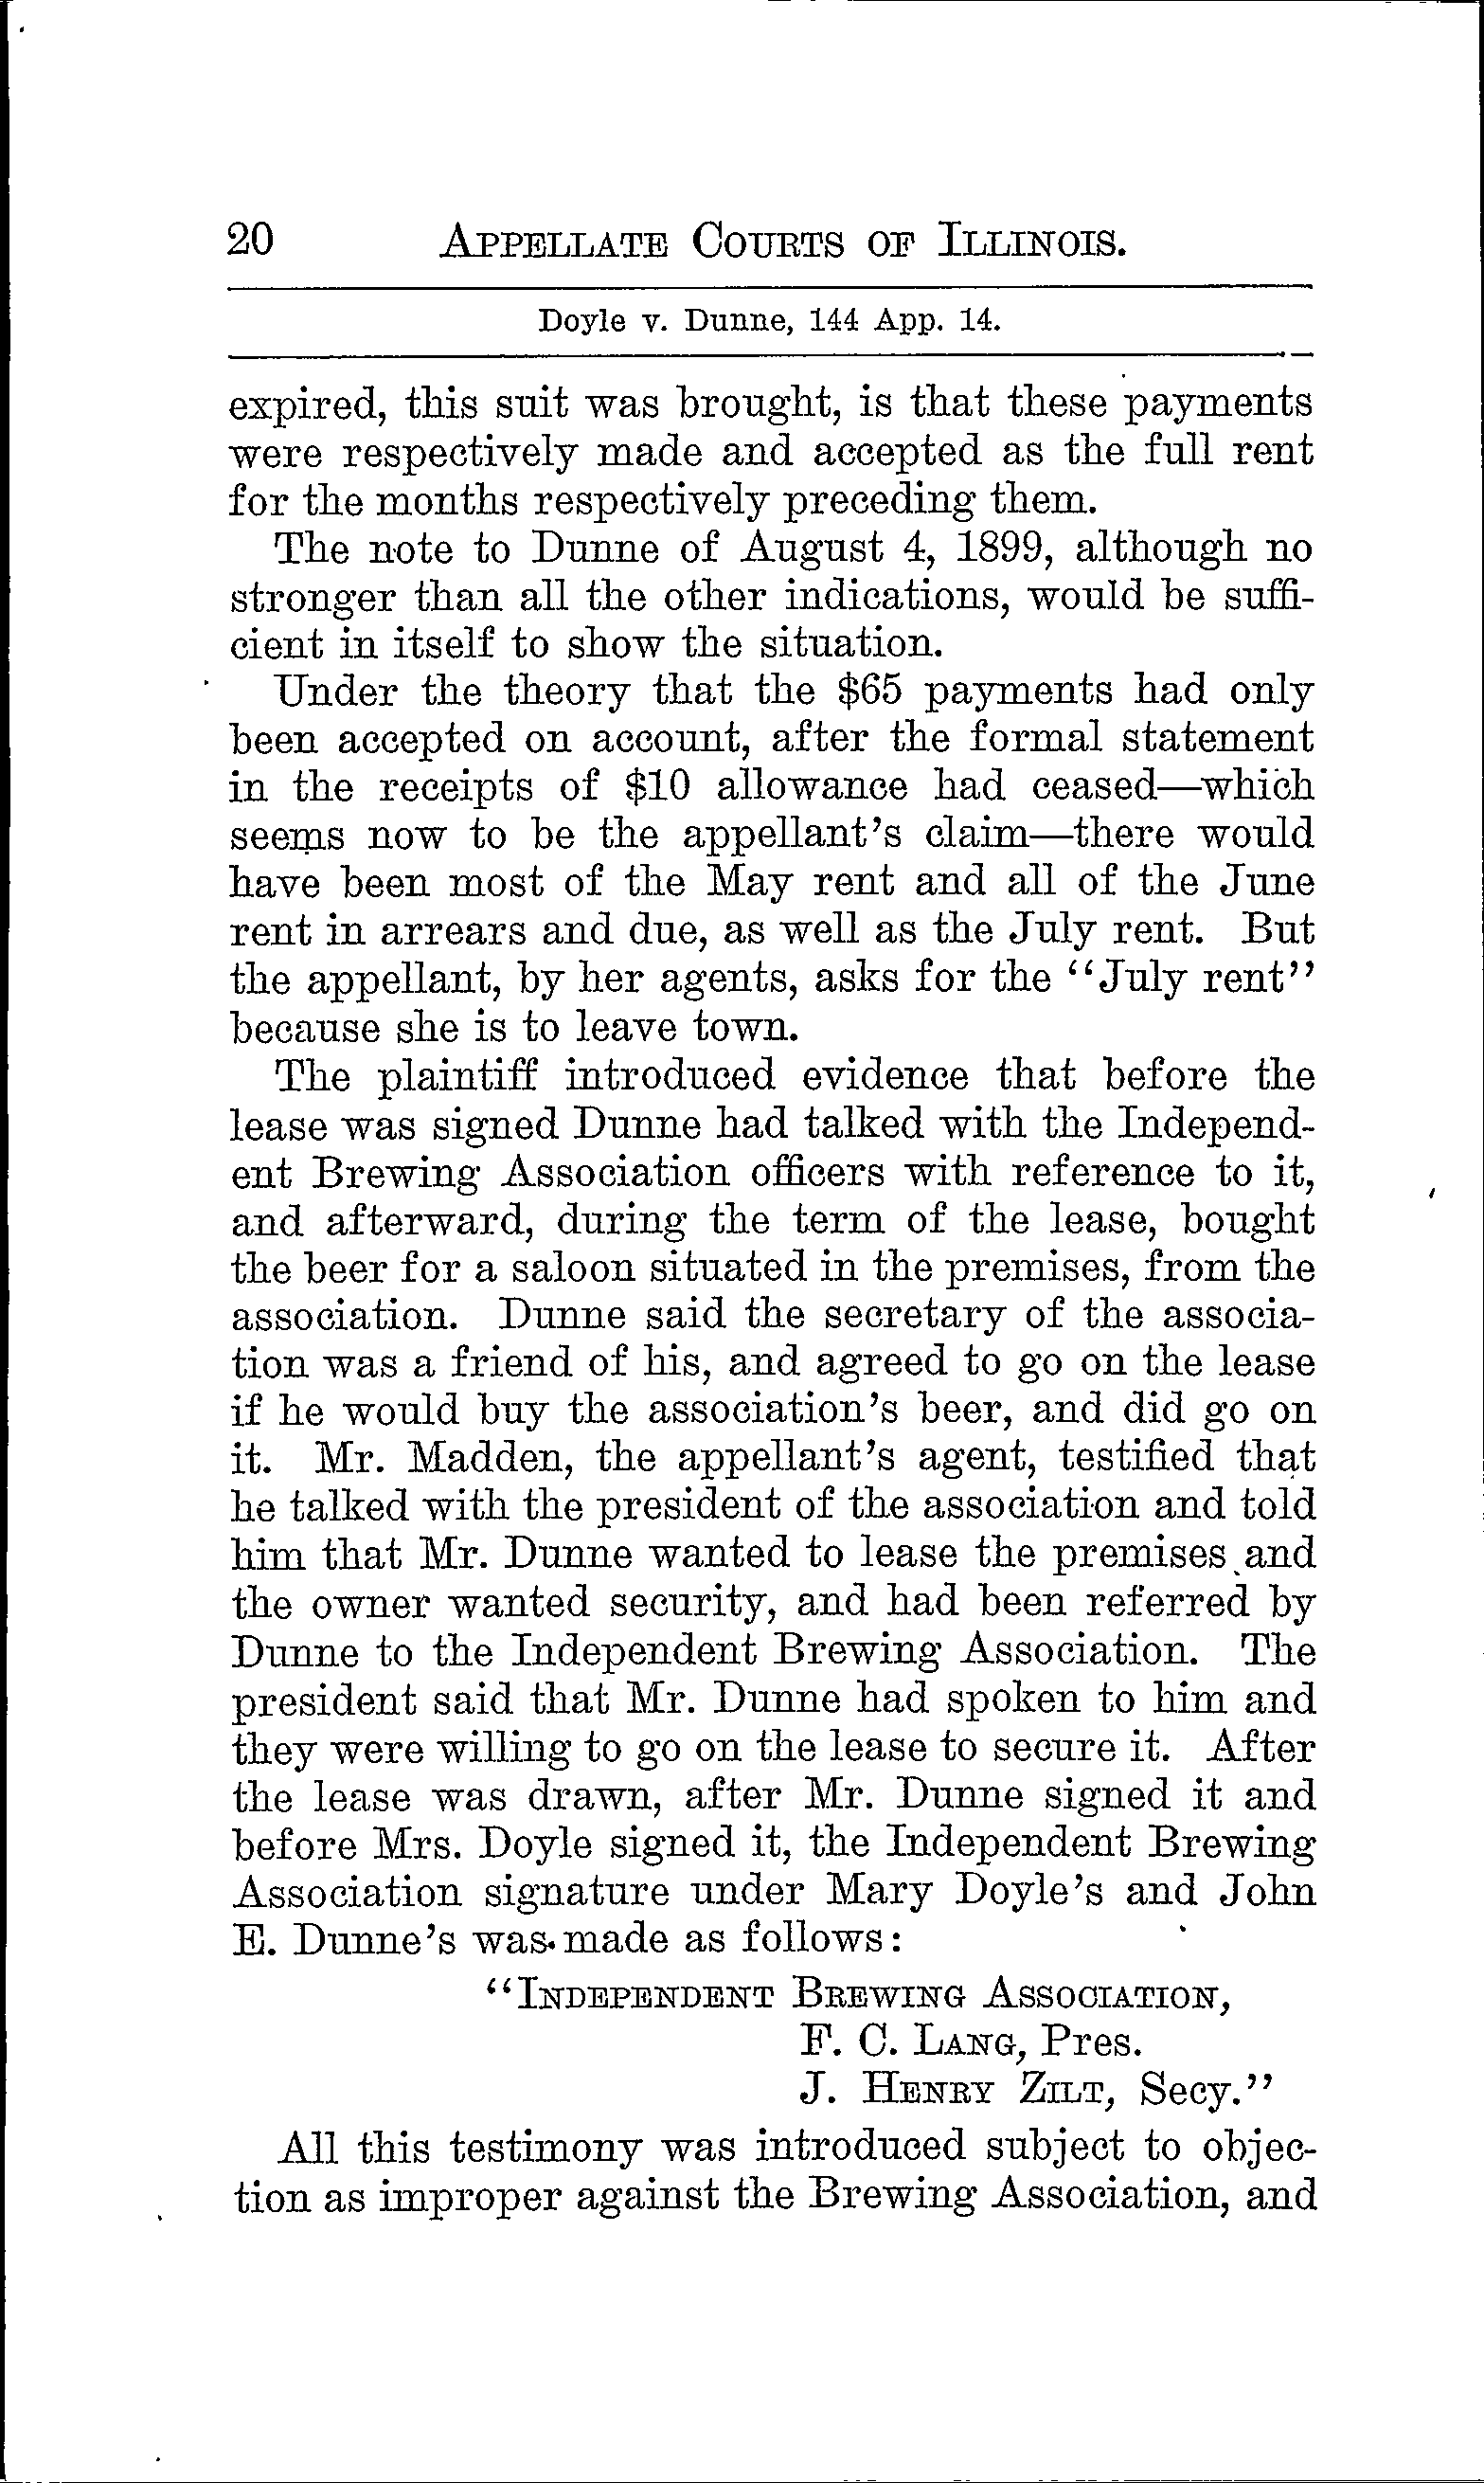 20 APPELLATE COURTS OF ILLINOIS.
Doyle v. Dunne, 144 App. 14.
expired, this suit was brought, is that these payments
were respectively made and accepted as the full rent
for the months respectively preceding them.
The note to Dunne of August 4, 1899, although no
stronger than all the other indications, would be suffi-
cient in itself to show the situation.
Under the theory that the $65 payments had only
been accepted on account, after the formal statement
in the receipts of $10 allowance had ceased—which
seems now to be the appellant's claim—there would
have been most of the May rent and all of the June
rent in arrears and due, as well as the July rent. But
the appellant, by her agents, asks for the "July rent"
because she is to leave town.
The plaintiff introduced evidence that before the
lease was signed Dunne had talked with the Independ-
ent Brewing Association officers with reference to it,
and afterward, during the term of the lease, bought
the beer for a saloon situated in the premises, from the
association. Dunne said the secretary of the associa-
tion was a friend of his, and agreed to go on the lease
if he would buy the association's beer, and did go on
it. Mr. Madden, the appellant's agent, testified that
he talked with the president of the association and told
him that Mr. Dunne wanted to lease the premises and
the owner wanted security, and had been referred by
Dunne to the Independent Brewing Association. The
president said that Mr. Dunne had spoken to him and
they were willing to go on the lease to secure it. After
the lease was drawn, after Mr. Dunne signed it and
before Mrs. Doyle signed it, the Independent Brewing
Association signature under Mary Doyle's and John
E. Dunne's was made as follows:
"INDEPENDENT BREWING ASSOCIATION,
F. C. LANG, Pres.
J. HENRY ZILT, Secy."
All this testimony was introduced subject to objec-
tion as improper against the Brewing Association, and